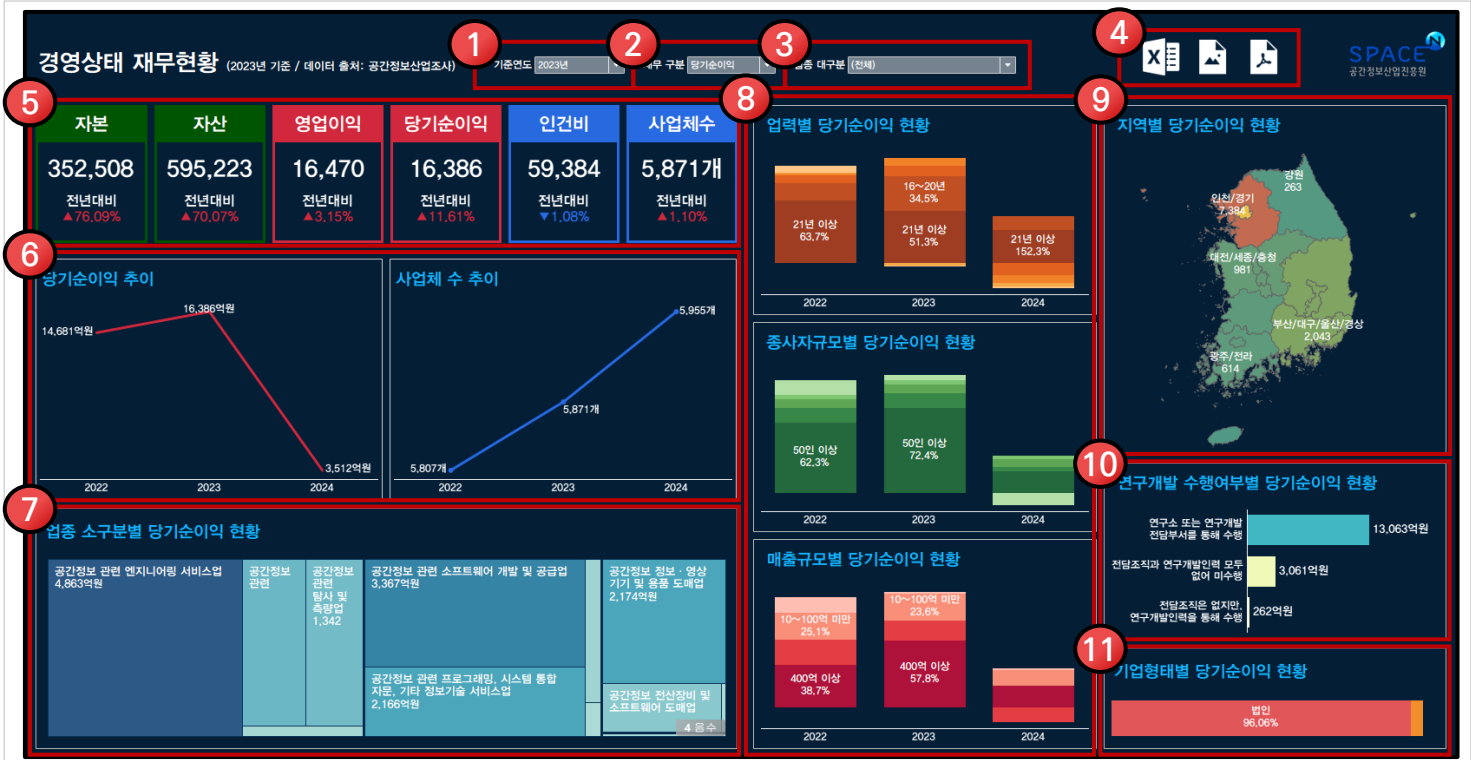 경영상태 재무현황 (2023년 기준 / 데이터 출처: 공간정보산업조사)
1
기준연도 2023년
2
재무 구분 당기순이익
3
업종 대구분 (전체)
4
SPACE N
공간정보산업진흥원
5
자본
352,508
전년대비
▲76,09%
자산
595,223
전년대비
▲70,07%
영업이익
16,470
전년대비
▲3,15%
당기순이익
16,386
전년대비
▲11,61%
인건비
59,384
전년대비
▼1,08%
사업체수
5,871개
전년대비
▲1,10%
6
당기순이익 추이
14,681억원
16,386억원
3,512억원
2022 2023 2024
사업체 수 추이
5,807개
5,871개
5,955개
2022 2023 2024
7
업종 소구분별 당기순이익 현황
공간정보 관련 엔지니어링 서비스업
4,863억원
공간정보
관련
공간정보
관련
탐사 및
측량업
1,342
공간정보 관련 소프트웨어 개발 및 공급업
3,367억원
공간정보 관련 프로그래밍, 시스템 통합
자문, 기타 정보기술 서비스업
2,166억원
공간정보 정보 · 영상
기기 및 용품 도매업
2,174억원
공간정보 전산장비 및
소프트웨어 도매업
4 음수
8
업력별 당기순이익 현황
21년 이상
63,7%
16~20년
34,5%
21년 이상
51,3%
21년 이상
152,3%
2022 2023 2024
종사자규모별 당기순이익 현황
50인 이상
62,3%
50인 이상
72,4%
2022 2023 2024
매출규모별 당기순이익 현황
10~100억 미만
25,1%
400억 이상
38,7%
10~100억 미만
23,6%
400억 이상
57,8%
2022 2023 2024
9
지역별 당기순이익 현황
강원
263
인천/경기
7,384
대전/세종/충청
981
부산/대구/울산/경상
2,043
광주/전라
614
10
연구개발 수행여부별 당기순이익 현황
연구소 또는 연구개발
전담부서를 통해 수행
13,063억원
전담조직과 연구개발인력 모두
없어 미수행
3,061억원
전담조직은 없지만,
연구개발인력을 통해 수행
262억원
11
기업형태별 당기순이익 현황
법인
96,06%